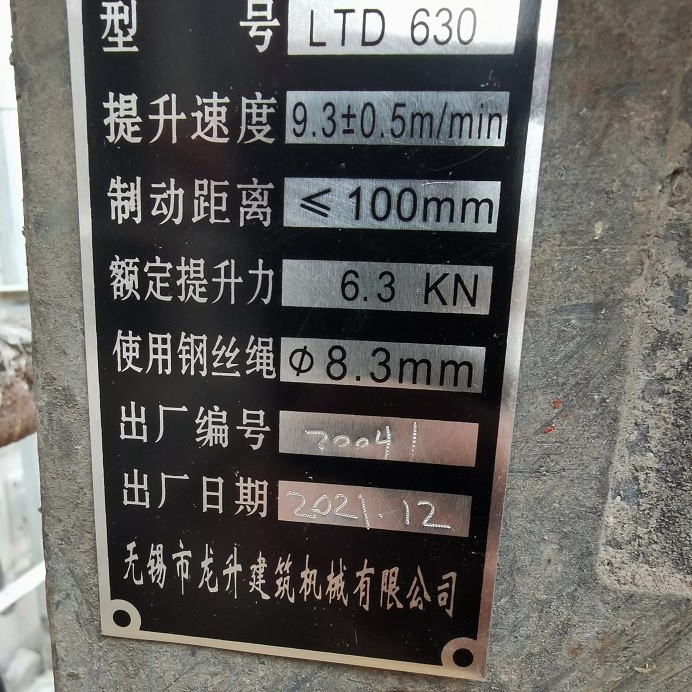 型号 LTD 630
提升速度 9.3±0.5m/min
制动距离 ≤100mm
额定提升力 6.3 KN
使用钢丝绳 Φ8.3mm
出厂编号
出厂日期 2021-12
无锡市龙升建筑机械有限公司